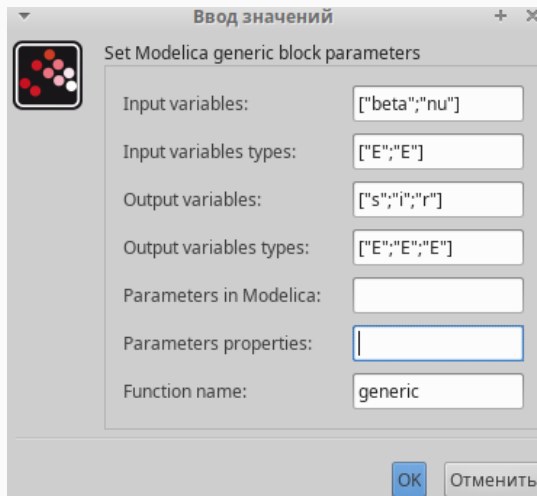 Ввод значений
Set Modelica generic block parameters
Input variables: ["beta";"nu"]
Input variables types: ["E";"E"]
Output variables: ["s";"i";"r"]
Output variables types: ["E";"E";"E"]
Parameters in Modelica:
Parameters properties:
Function name: generic
OK Отменить